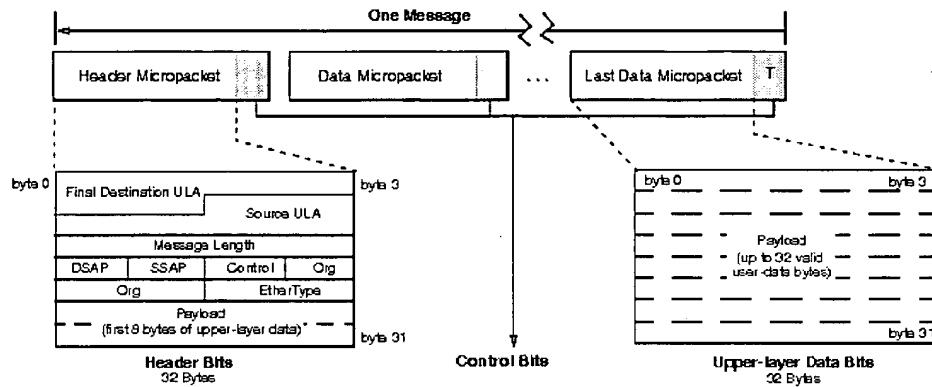 One Message
Header Micropacket
Data Micropacket
...
Last Data Micropacket
T
byte 0
Final Destination ULA
byte 3
Source ULA
Message Length
DSAP SSAP Control Org
Org EtherType
Payload
(first 8 bytes of upper-layer data)
byte 31
Header Bits
32 Bytes
Control Bits
byte 0
byte 3
Payload
(up to 32 valid
user-data bytes)
byte 31
Upper-layer Data Bits
32 Bytes